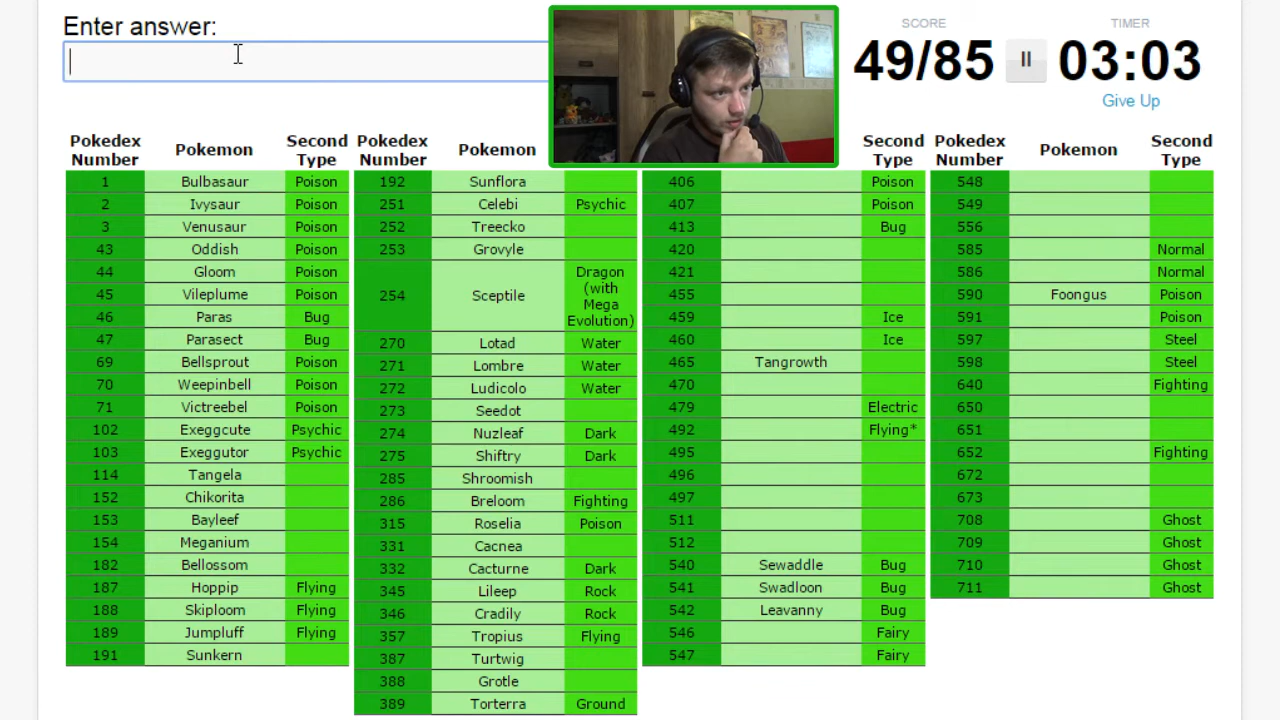 Enter answer:
SCORE
49/85
TIMER
03:03
Give Up
Pokedex Number Pokemon Second Type
1 Bulbasaur Poison
2 Ivysaur Poison
3 Venusaur Poison
43 Oddish Poison
44 Gloom Poison
45 Vileplume Poison
46 Paras Bug
47 Parasect Bug
69 Bellsprout Poison
70 Weepinbell Poison
71 Victreebel Poison
102 Exeggcute Psychic
103 Exeggutor Psychic
114 Tangela
152 Chikorita
153 Bayleef
154 Meganium
182 Bellossom
187 Hoppip Flying
188 Skiploom Flying
189 Jumpluff Flying
191 Sunkern
Pokedex Number Pokemon
192 Sunflora
251 Celebi Psychic
252 Treecko
253 Grovyle
254 Sceptile Dragon (with Mega Evolution)
270 Lotad Water
271 Lombre Water
272 Ludicolo Water
273 Seedot
274 Nuzleaf Dark
275 Shiftry Dark
285 Shroomish
286 Breloom Fighting
315 Roselia Poison
331 Cacnea
332 Cacturne Dark
345 Lileep Rock
346 Cradily Rock
357 Tropius Flying
387 Turtwig
388 Grotle
389 Torterra Ground
Second Type
406 Poison
407 Poison
413 Bug
420
421
455
459 Ice
460 Ice
465 Tangrowth
470
479 Electric
492 Flying*
495
496
497
511
512
540 Sewaddle Bug
541 Swadloon Bug
542 Leavanny Bug
546 Fairy
547 Fairy
Pokedex Number Pokemon Second Type
548
549
556
585 Normal
586 Normal
590 Foongus Poison
591 Poison
597 Steel
598 Steel
640 Fighting
650
651
652 Fighting
672
673
708 Ghost
709 Ghost
710 Ghost
711 Ghost